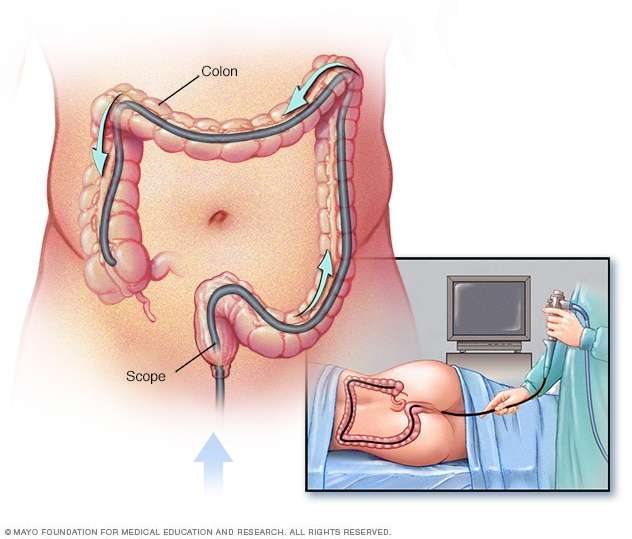 Colon
Scope
© MAYO FOUNDATION FOR MEDICAL EDUCATION AND RESEARCH. ALL RIGHTS RESERVED.